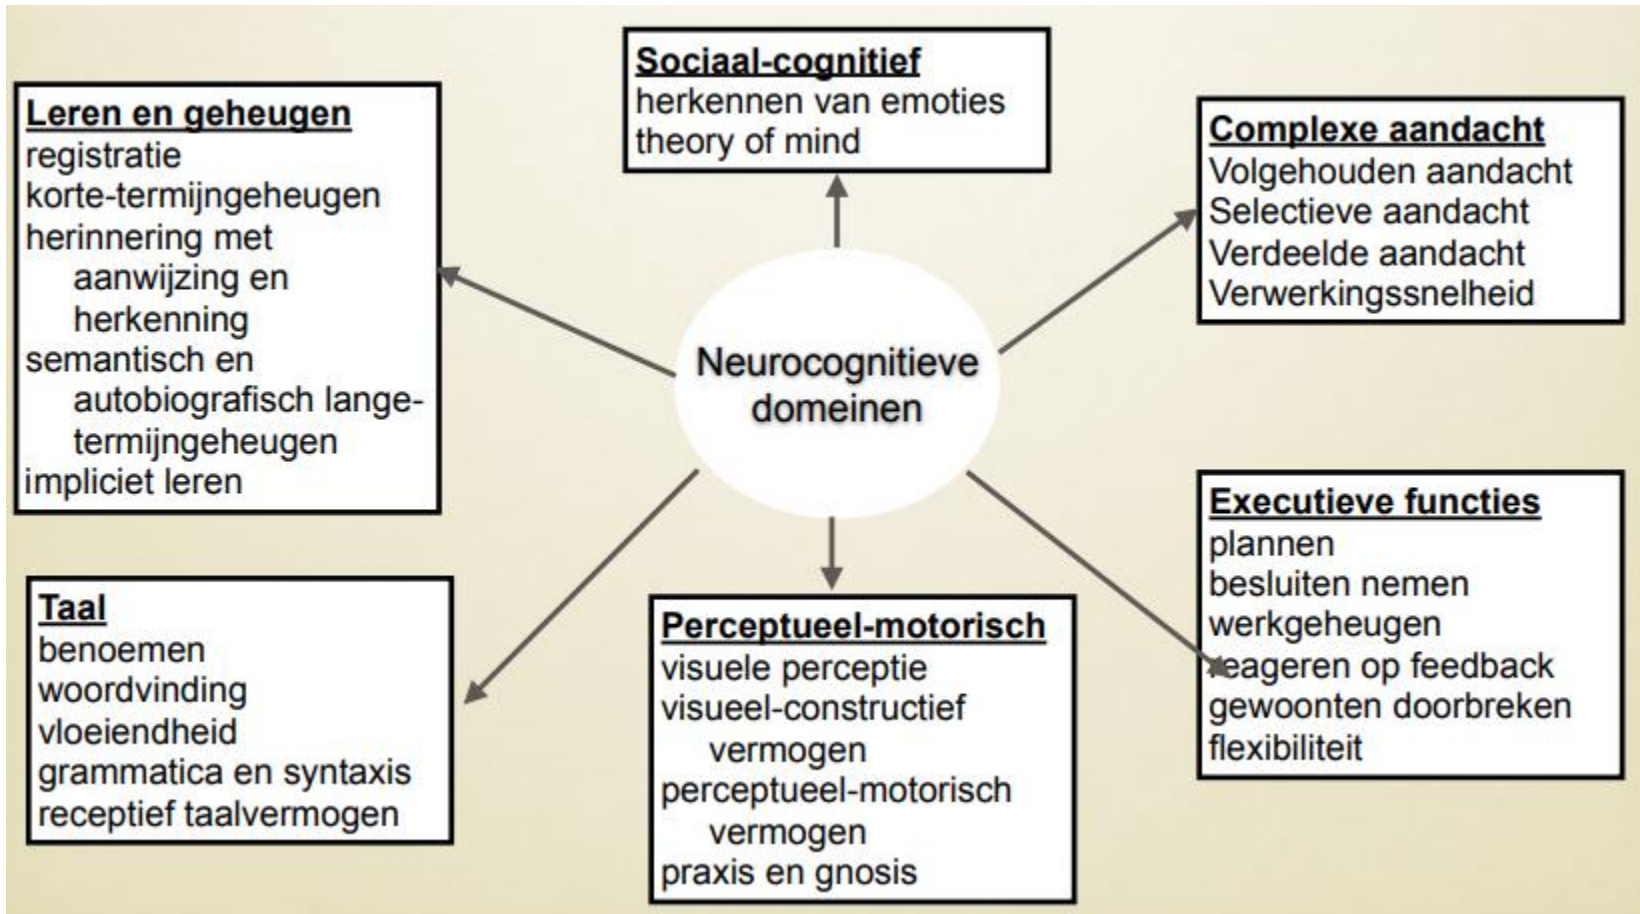 Sociaal-cognitief
herkennen van emoties
theory of mind
Leren en geheugen
registratie
korte-termijngeheugen
herinnering met
aanwijzing en
herkenning
semantisch en
autobiografisch lange-
termijngeheugen
impliciet leren
Complexe aandacht
Volgehouden aandacht
Selectieve aandacht
Verdeelde aandacht
Verwerkingssnelheid
Neurocognitieve
domeinen
Taal
benoemen
woordvinding
vloeiendheid
grammatica en syntaxis
receptief taalvermogen
Perceptueel-motorisch
visuele perceptie
visueel-constructief
vermogen
perceptueel-motorisch
vermogen
praxis en gnosis
Executieve functies
plannen
besluiten nemen
werkgeheugen
reageren op feedback
gewoonten doorbreken
flexibiliteit